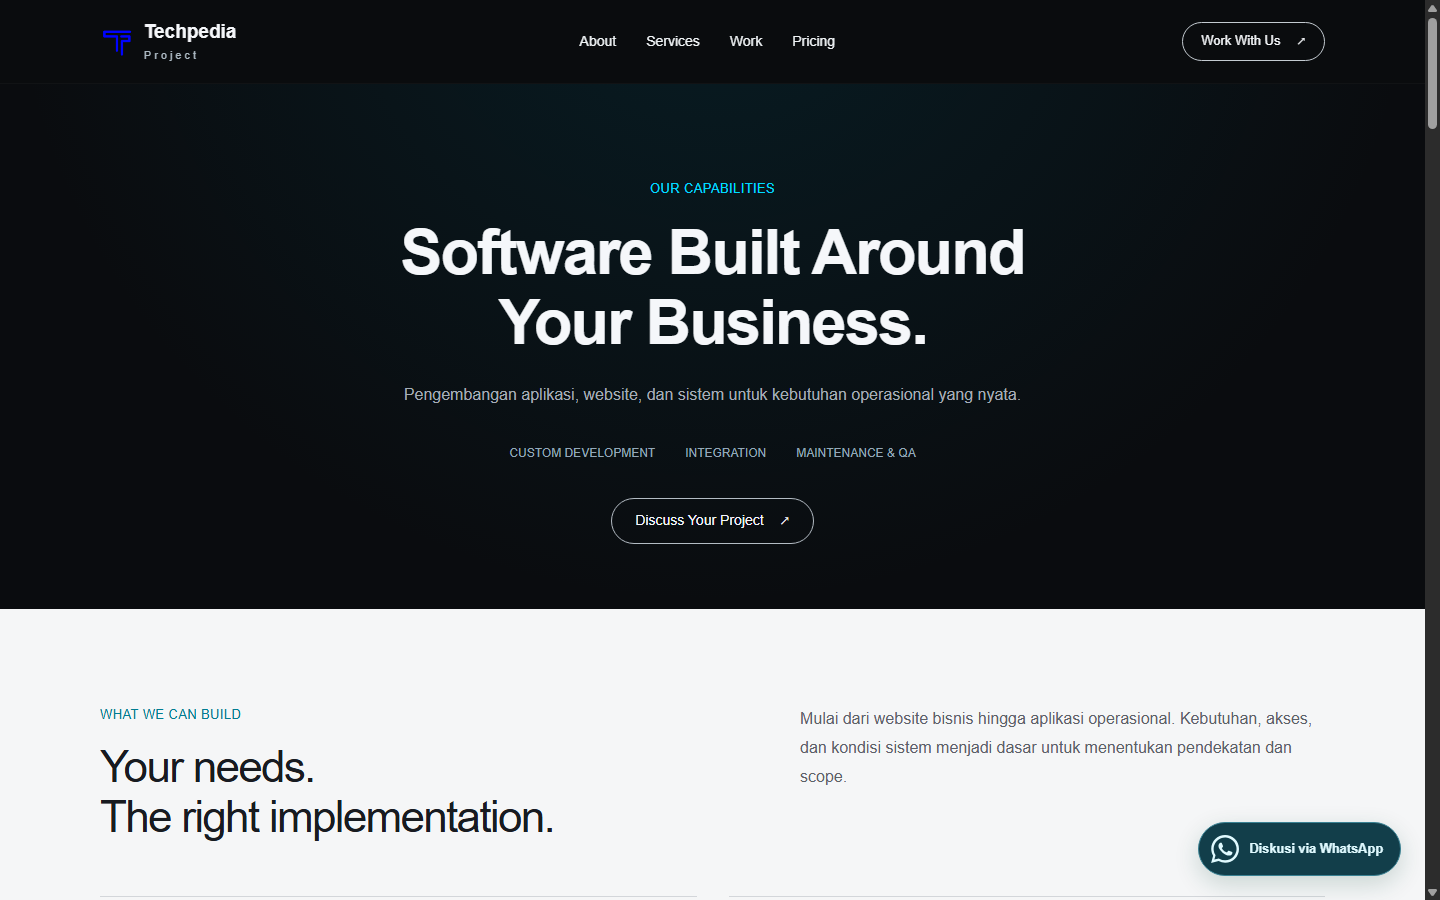 Techpedia
Project
About
Services
Work
Pricing
Work With Us ↗
OUR CAPABILITIES
Software Built Around
Your Business.
Pengembangan aplikasi, website, dan sistem untuk kebutuhan operasional yang nyata.
CUSTOM DEVELOPMENT
INTEGRATION
MAINTENANCE & QA
Discuss Your Project ↗
WHAT WE CAN BUILD
Your needs.
The right implementation.
Mulai dari website bisnis hingga aplikasi operasional. Kebutuhan, akses,
dan kondisi sistem menjadi dasar untuk menentukan pendekatan dan
scope.
Diskusi via WhatsApp